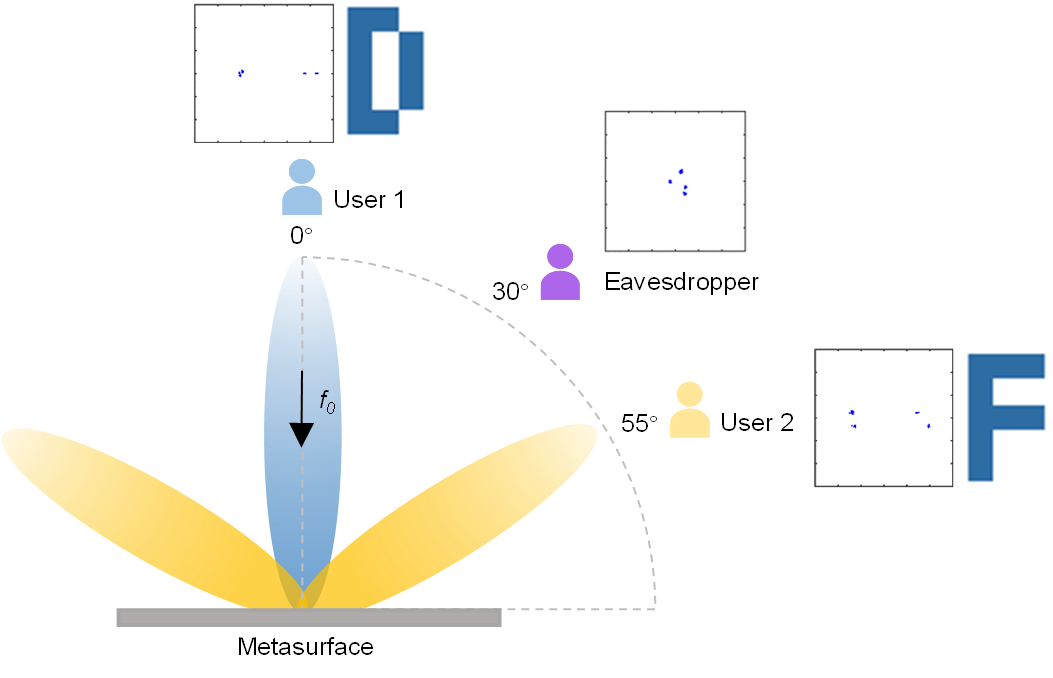 D
User 1
0°
Eavesdropper
30°
f0
55°
User 2
F
Metasurface